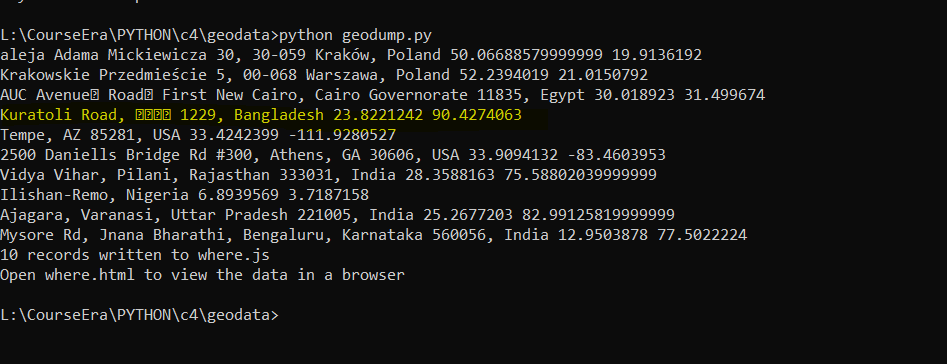 L:\CourseEra\PYTHON\c4\geodata>python geodump.py
aleja Adama Mickiewicza 30, 30-059 Kraków, Poland 50.06688579999999 19.9136192
Krakowskie Przedmieście 5, 00-068 Warszawa, Poland 52.2394019 21.0150792
AUC Avenue Road First New Cairo, Cairo Governorate 11835, Egypt 30.018923 31.499674
Kuratoli Road, 1229, Bangladesh 23.8221242 90.4274063
Tempe, AZ 85281, USA 33.4242399 -111.9280527
2500 Daniells Bridge Rd #300, Athens, GA 30606, USA 33.9094132 -83.4603953
Vidya Vihar, Pilani, Rajasthan 333031, India 28.3588163 75.58802039999999
Ilishan-Remo, Nigeria 6.8939569 3.7187158
Ajagara, Varanasi, Uttar Pradesh 221005, India 25.2677203 82.99125819999999
Mysore Rd, Jnana Bharathi, Bengaluru, Karnataka 560056, India 12.9503878 77.5022224
10 records written to where.js
Open where.html to view the data in a browser
L:\CourseEra\PYTHON\c4\geodata>